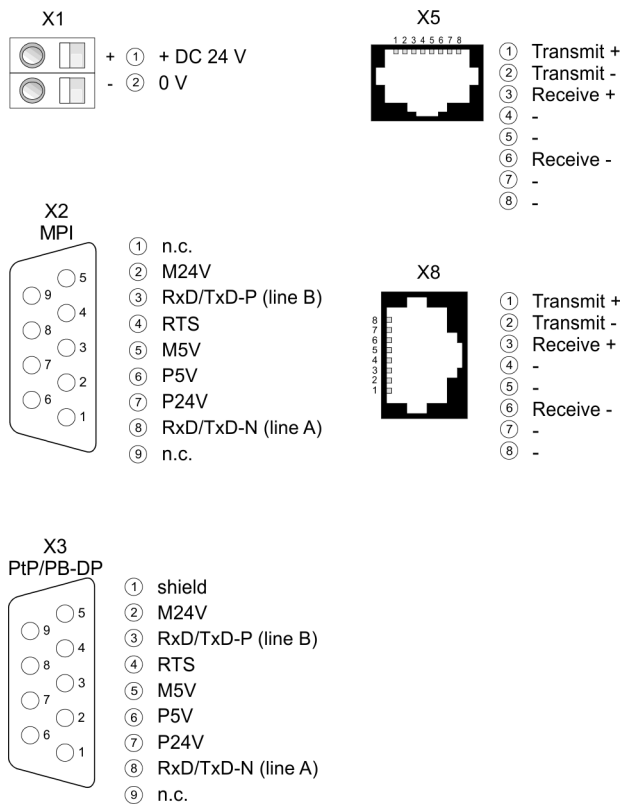 X1
+ ① + DC 24 V
- ② 0 V
X5
1 2 3 4 5 6 7 8
① Transmit +
② Transmit -
③ Receive +
④ -
⑤ -
⑥ Receive -
⑦ -
⑧ -
X2
MPI
5
9
4
8
3
7
2
6
1
① n.c.
② M24V
③ RxD/TxD-P (line B)
④ RTS
⑤ M5V
⑥ P5V
⑦ P24V
⑧ RxD/TxD-N (line A)
⑨ n.c.
X8
8
7
6
5
4
3
2
1
① Transmit +
② Transmit -
③ Receive +
④ -
⑤ -
⑥ Receive -
⑦ -
⑧ -
X3
PtP/PB-DP
5
9
4
8
3
7
2
6
1
① shield
② M24V
③ RxD/TxD-P (line B)
④ RTS
⑤ M5V
⑥ P5V
⑦ P24V
⑧ RxD/TxD-N (line A)
⑨ n.c.